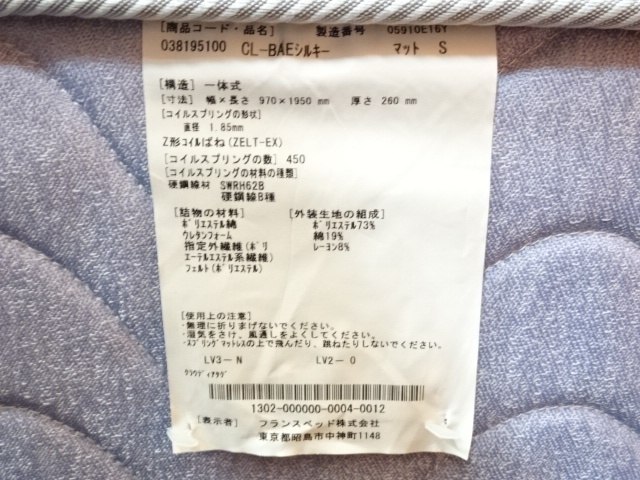 [商品コード・品名] 製造番号 05910E16Y
038195100 CL-BAEシルキー マット S
[構造] 一体式
[寸法] 幅×長さ 970×1950 mm 厚さ 260 mm
[コイルスプリングの形状]
直径 1.85mm
Z形コイルばね(ZELT-EX)
[コイルスプリングの数] 450
[コイルスプリングの材料の種類]
硬鋼線材 SWRH62B
硬鋼線B種
[詰物の材料] [外装生地の組成]
ポリエステル綿 ポリエステル73%
ウレタンフォーム 綿19%
指定外繊維(ポリ レーヨン8%
エーテルエステル系繊維)
フェルト(ポリエステル)
[使用上の注意]
・無理に折りまげないでください。
・湿気をさけ、風通しをよくしてください。
・スプリングマットレスの上で飛んだり、跳ねたりしないでください。
LV3-N LV2-0
クラウディアタグ
1302-000000-0004-0012
[表示者] フランスベッド株式会社
東京都昭島市中神町1148